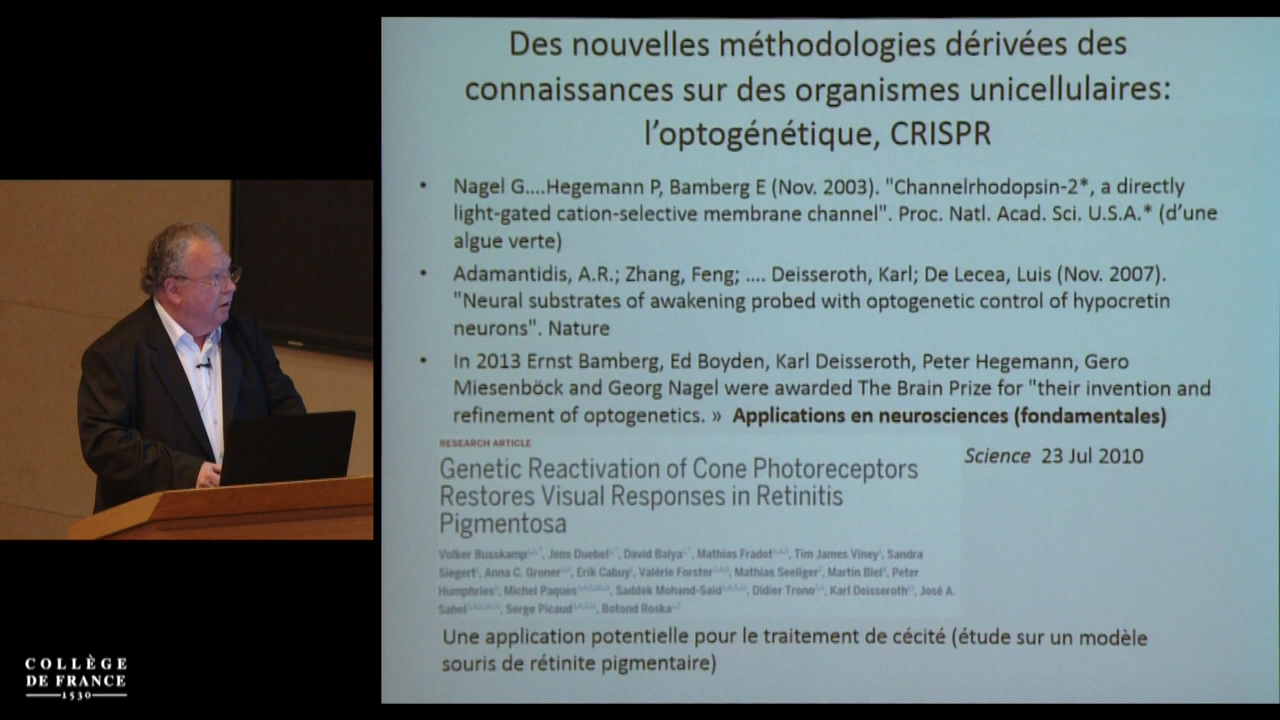 Des nouvelles méthodologies dérivées des
connaissances sur des organismes unicellulaires:
l'optogénétique, CRISPR
• Nagel G....Hegemann P, Bamberg E (Nov. 2003). "Channelrhodopsin-2*, a directly
light-gated cation-selective membrane channel". Proc. Natl. Acad. Sci. U.S.A.* (d'une
algue verte)
• Adamantidis, A.R.; Zhang, Feng; .... Deisseroth, Karl; De Lecea, Luis (Nov. 2007).
"Neural substrates of awakening probed with optogenetic control of hypocretin
neurons". Nature
• In 2013 Ernst Bamberg, Ed Boyden, Karl Deisseroth, Peter Hegemann, Gero
Miesenböck and Georg Nagel were awarded The Brain Prize for "their invention and
refinement of optogenetics. » Applications en neurosciences (fondamentales)
RESEARCH ARTICLE
Science 23 Jul 2010
Genetic Reactivation of Cone Photoreceptors
Restores Visual Responses in Retinitis
Pigmentosa
Volker Busskamp, Jens Duebel, David Balya, Mathias Fradot, Tim James Viney, Sandra
Siegert, Anna C. Groner, Erik Cabuy, Valérie Forster, Mathias Seeliger, Martin Biel, Peter
Humphries, Michel Paques, Saddek Mohand-Said, Didier Trono, Karl Deisseroth, José A.
Sahel, Serge Picaud, Botond Roska
Une application potentielle pour le traitement de cécité (étude sur un modèle
souris de rétinite pigmentaire)
COLLÈGE
DE FRANCE
1530